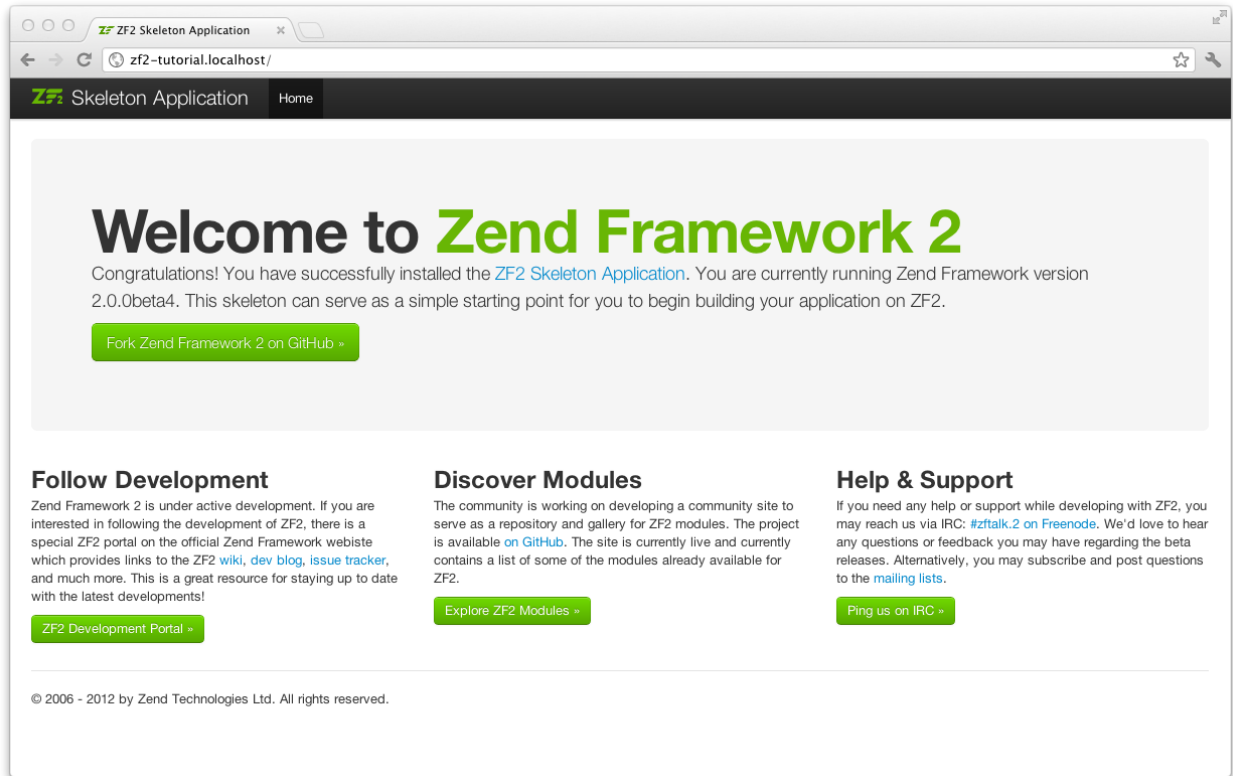 ZF2 Skeleton Application
zf2-tutorial.localhost/
ZF2 Skeleton Application Home
Welcome to Zend Framework 2
Congratulations! You have successfully installed the ZF2 Skeleton Application. You are currently running Zend Framework version
2.0.0beta4. This skeleton can serve as a simple starting point for you to begin building your application on ZF2.
Fork Zend Framework 2 on GitHub »
Follow Development
Zend Framework 2 is under active development. If you are
interested in following the development of ZF2, there is a
special ZF2 portal on the official Zend Framework webiste
which provides links to the ZF2 wiki, dev blog, issue tracker,
and much more. This is a great resource for staying up to date
with the latest developments!
ZF2 Development Portal »
Discover Modules
The community is working on developing a community site to
serve as a repository and gallery for ZF2 modules. The project
is available on GitHub. The site is currently live and currently
contains a list of some of the modules already available for
ZF2.
Explore ZF2 Modules »
Help & Support
If you need any help or support while developing with ZF2, you
may reach us via IRC: #zftalk.2 on Freenode. We'd love to hear
any questions or feedback you may have regarding the beta
releases. Alternatively, you may subscribe and post questions
to the mailing lists.
Ping us on IRC »
© 2006 - 2012 by Zend Technologies Ltd. All rights reserved.